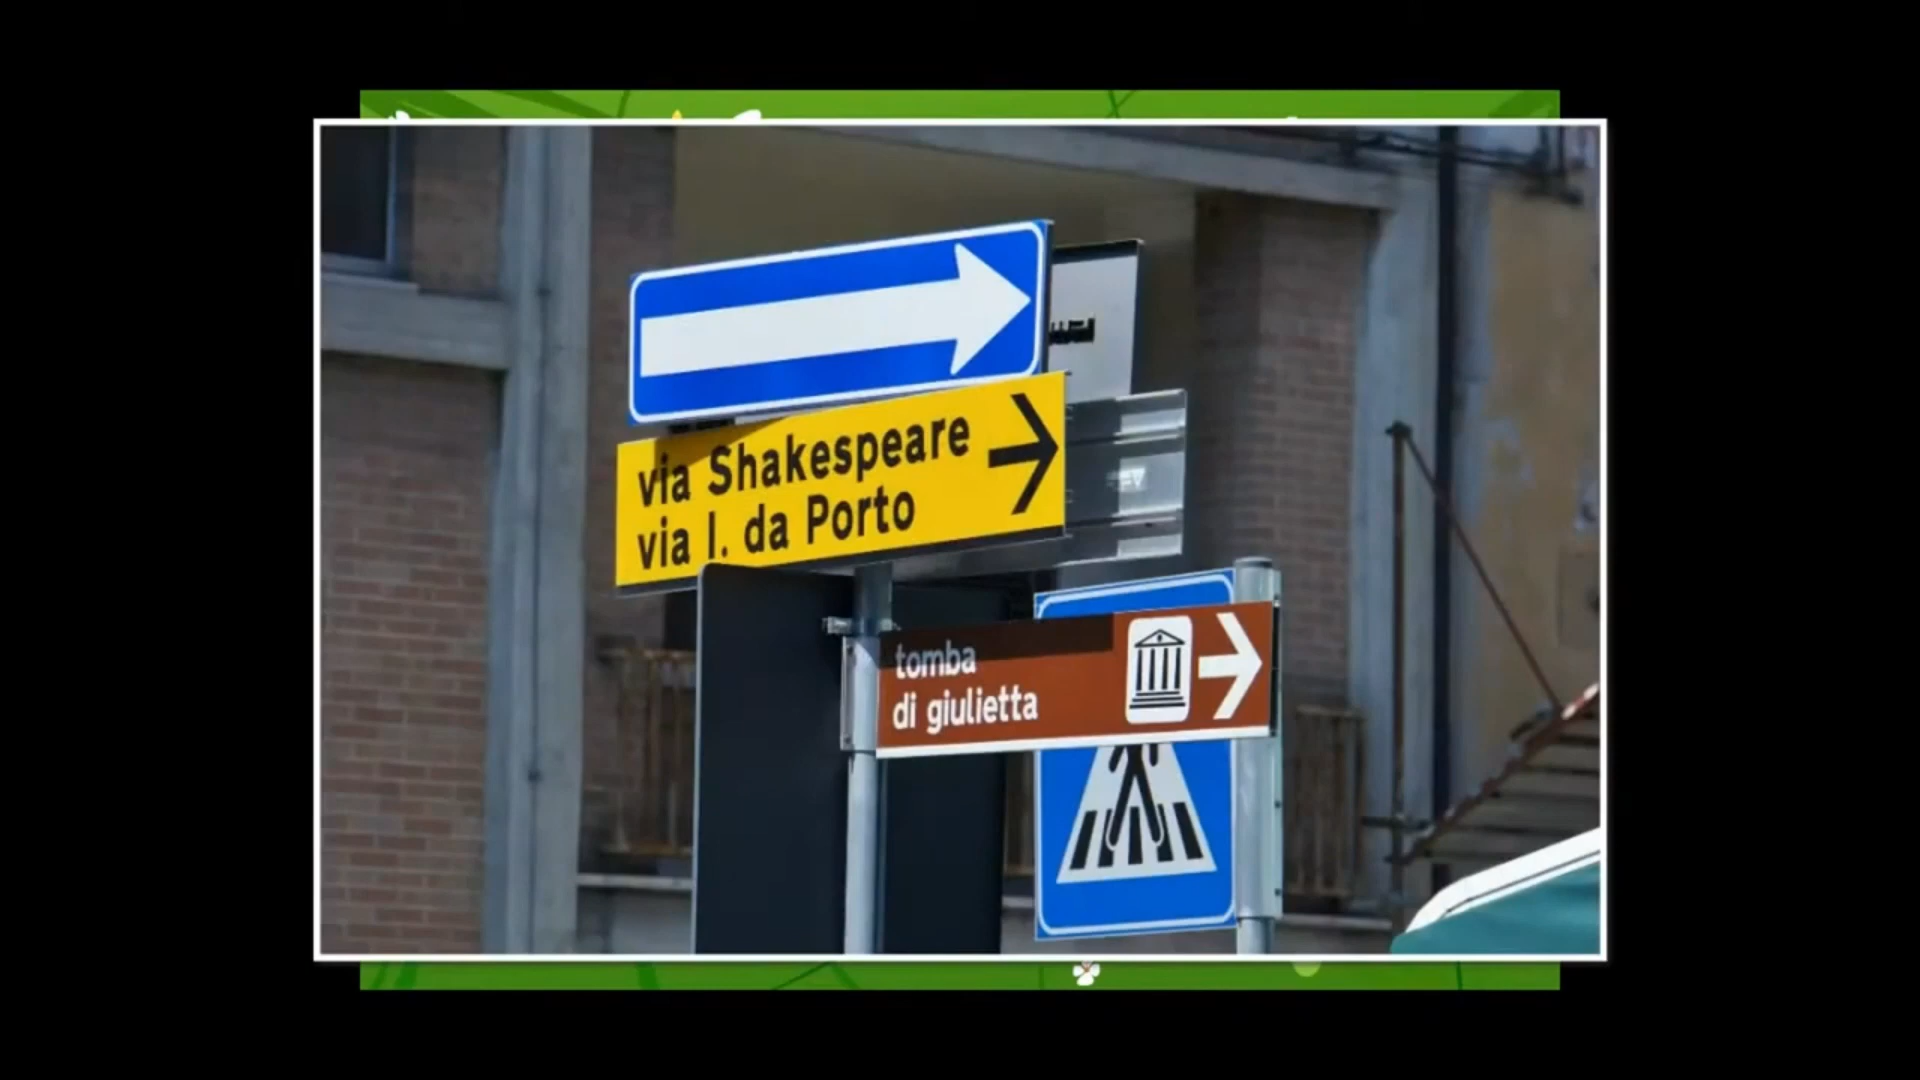 via Shakespeare
via I. da Porto
tomba
di giulietta